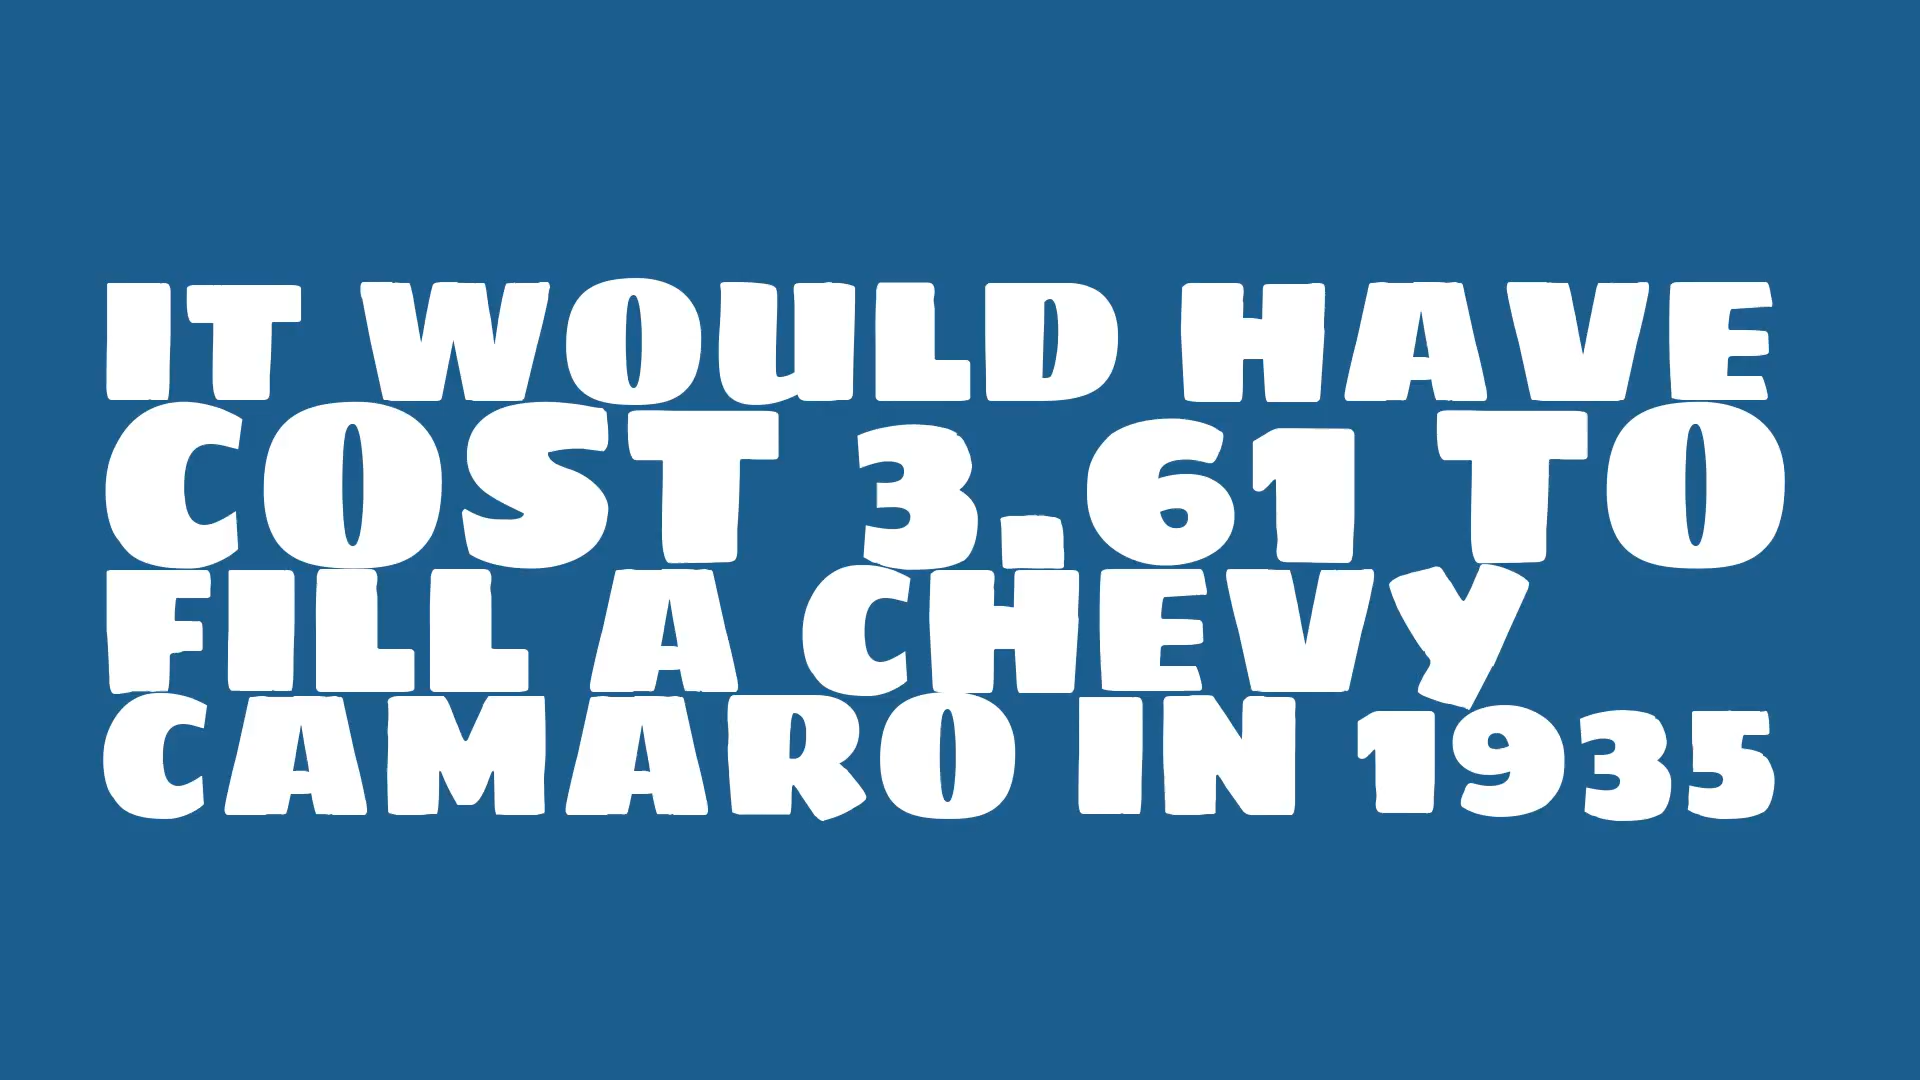 IT WOULD HAVE
COST 3.61 TO
FILL A CHEVY
CAMARO IN 1935